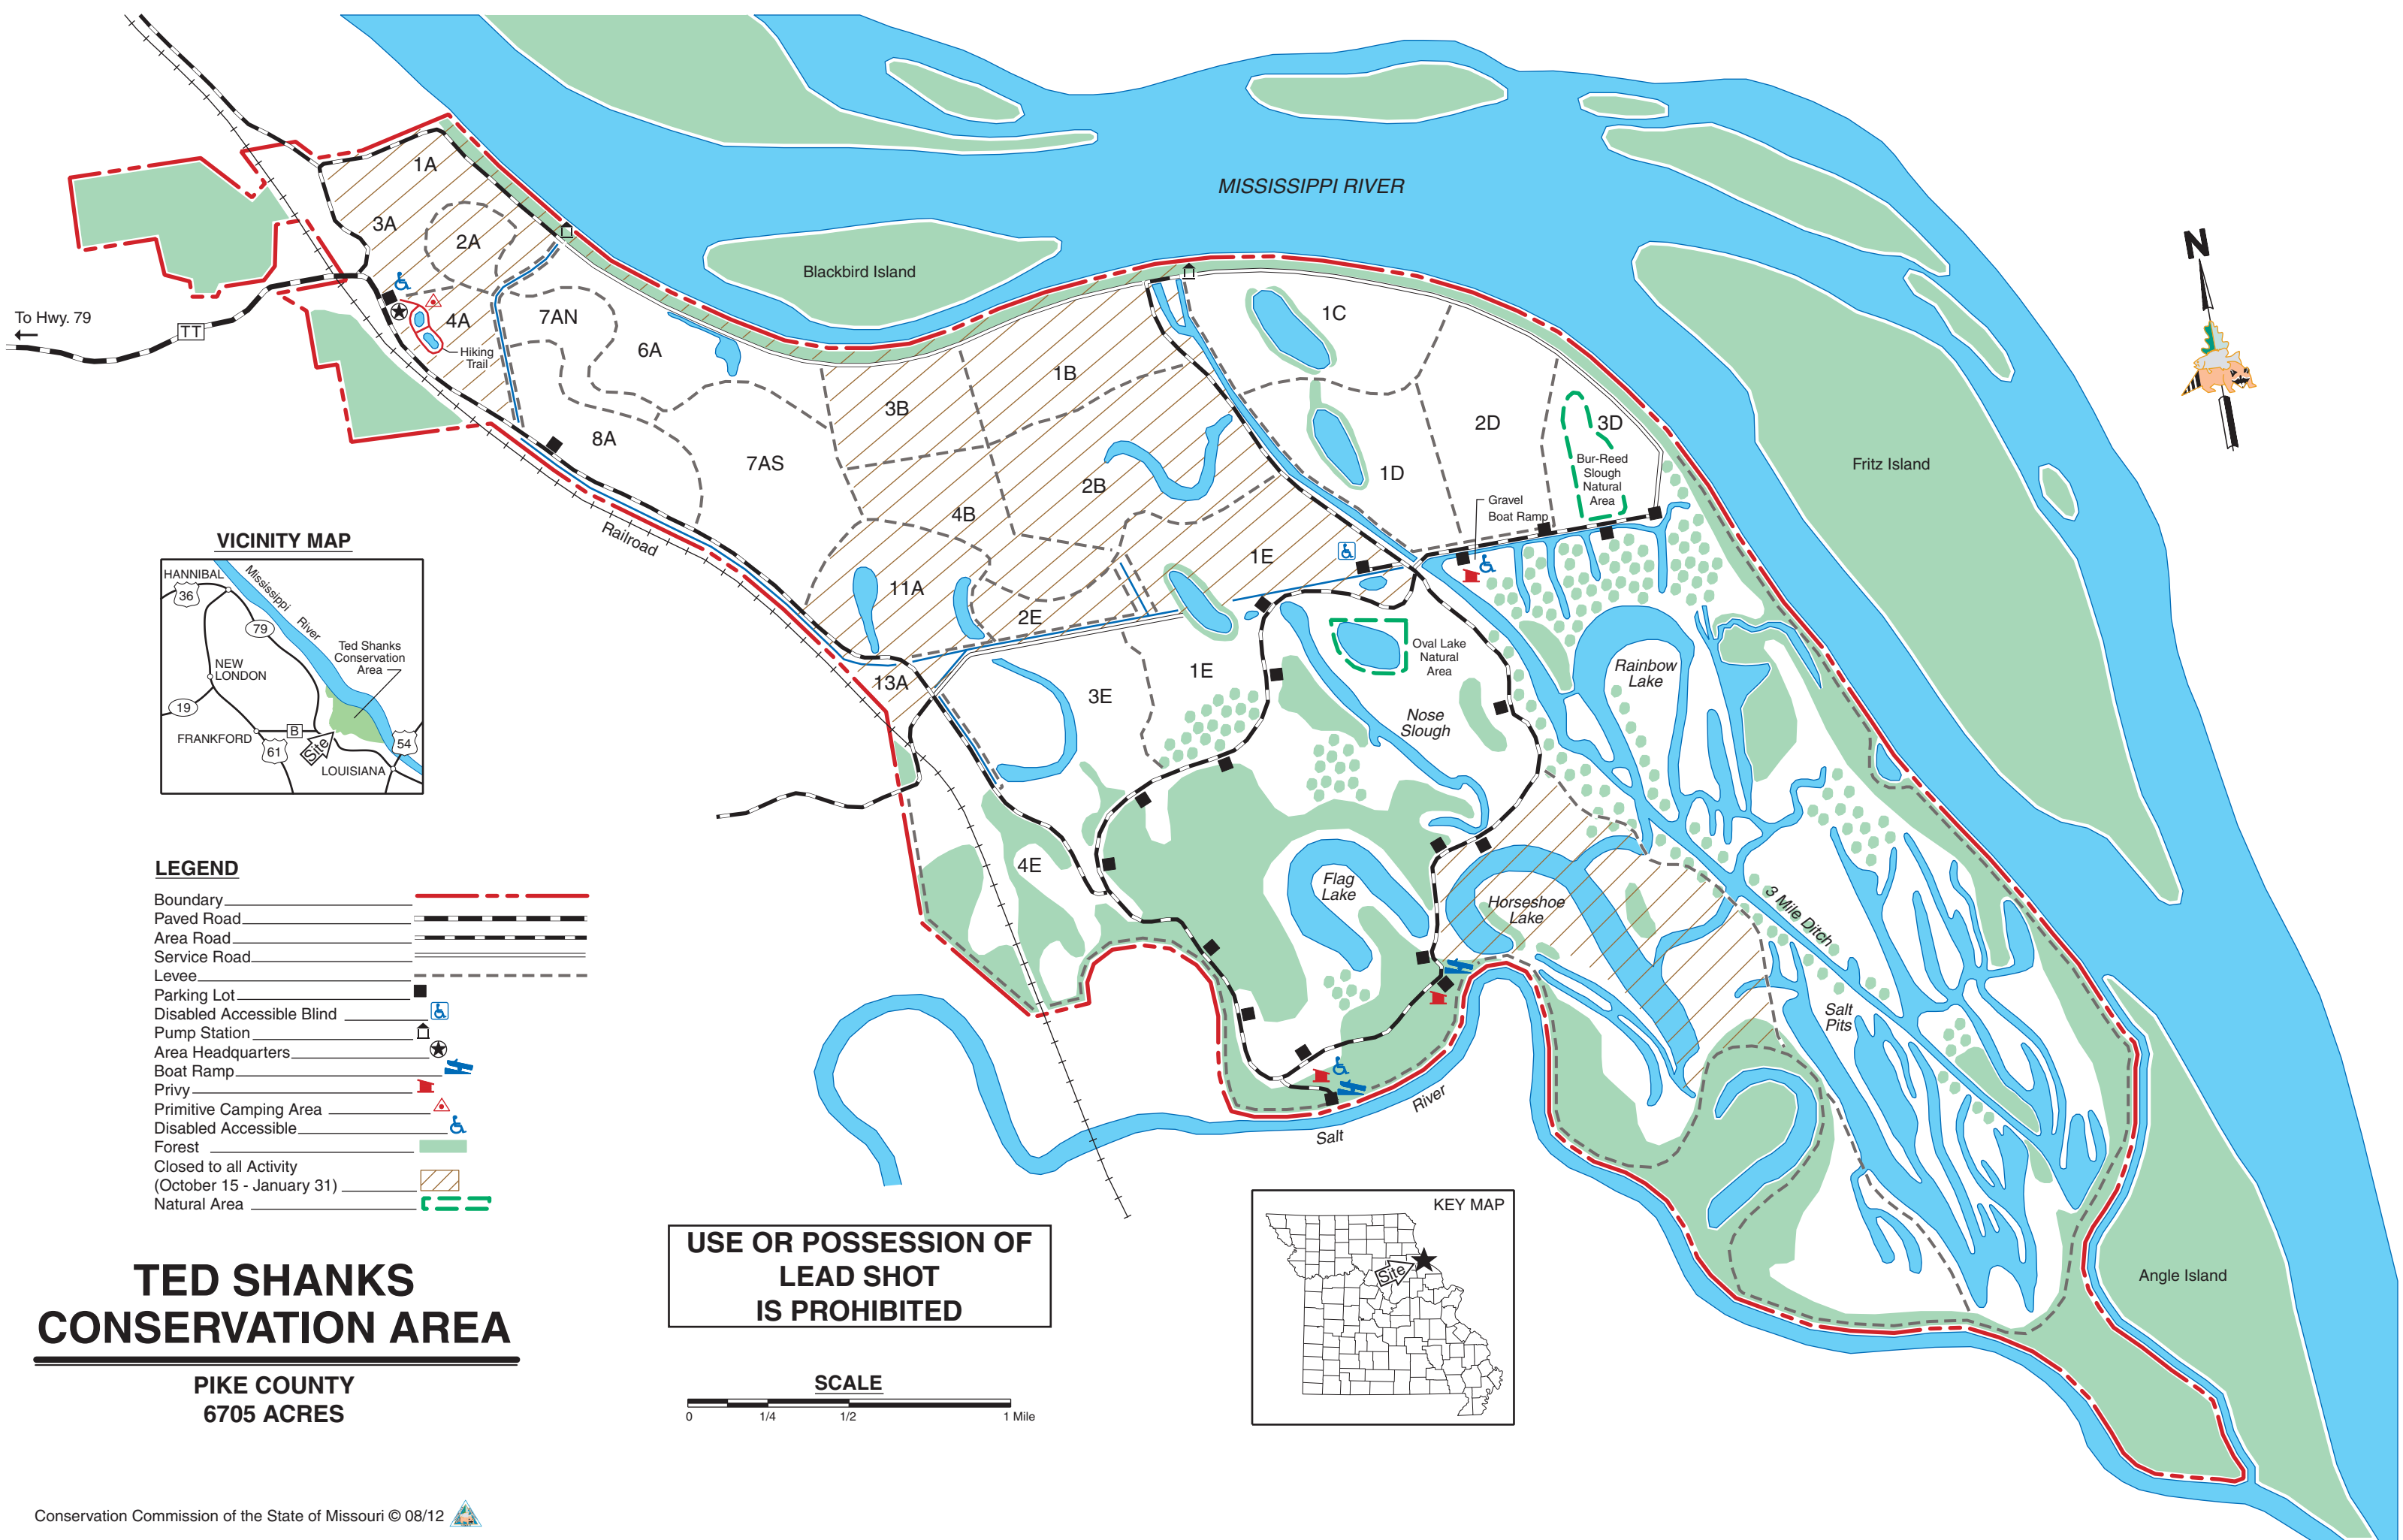 MISSISSIPPI RIVER
N
1A
3A
2A
Blackbird Island
To Hwy. 79
TT
4A
Hiking
Trail
7AN
6A
1C
1B
3B
8A
7AS
2B
4B
1D
2D
3D
Bur-Reed
Slough
Natural
Area
Gravel
Boat Ramp
Fritz Island
Railroad
1E
11A
2E
13A
3E
1E
Oval Lake
Natural
Area
Nose
Slough
Rainbow
Lake
4E
Flag
Lake
Horseshoe
Lake
3 Mile Ditch
Salt
Pits
Salt
River
Angle Island
VICINITY MAP
HANNIBAL
36
Mississippi
River
79
Ted Shanks
Conservation
Area
NEW
LONDON
19
FRANKFORD
B
61
Site
54
LOUISIANA
LEGEND
Boundary
Paved Road
Area Road
Service Road
Levee
Parking Lot
Disabled Accessible Blind
Pump Station
Area Headquarters
Boat Ramp
Privy
Primitive Camping Area
Disabled Accessible
Forest
Closed to all Activity
(October 15 - January 31)
Natural Area
TED SHANKS
CONSERVATION AREA
PIKE COUNTY
6705 ACRES
USE OR POSSESSION OF
LEAD SHOT
IS PROHIBITED
SCALE
0 1/4 1/2 1 Mile
KEY MAP
Site
Conservation Commission of the State of Missouri © 08/12